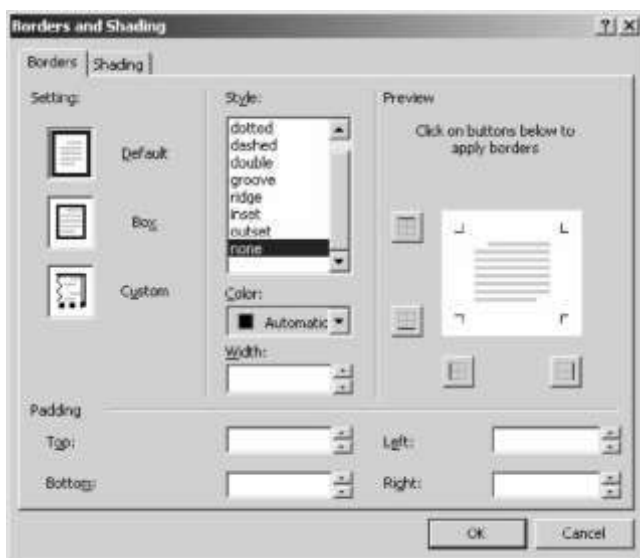 Borders and Shading
Borders
Shading
Setting:
Default
Box
Custom
Style:
dotted
dashed
double
groove
ridge
inset
outset
none
Color:
Automatic
Width:
Preview
Click on buttons below to
apply borders
Padding
Top:
Left:
Bottom:
Right:
OK
Cancel